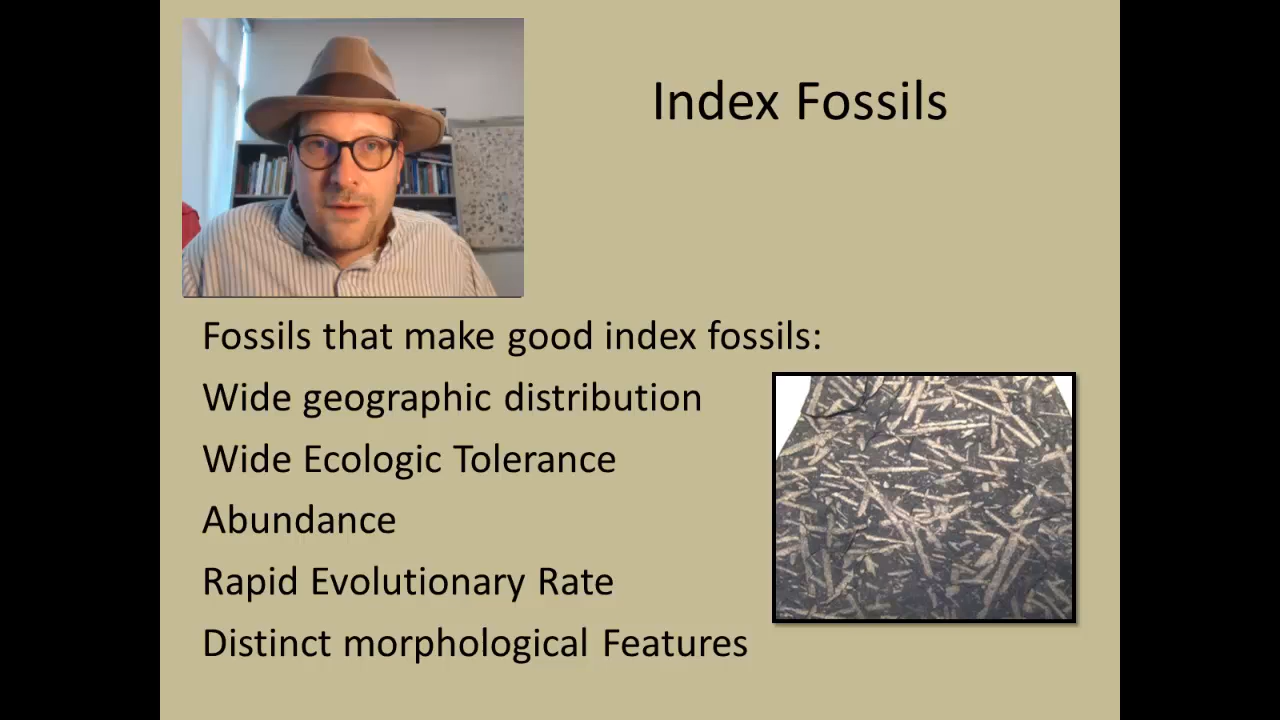 Index Fossils
Fossils that make good index fossils:
Wide geographic distribution
Wide Ecologic Tolerance
Abundance
Rapid Evolutionary Rate
Distinct morphological Features